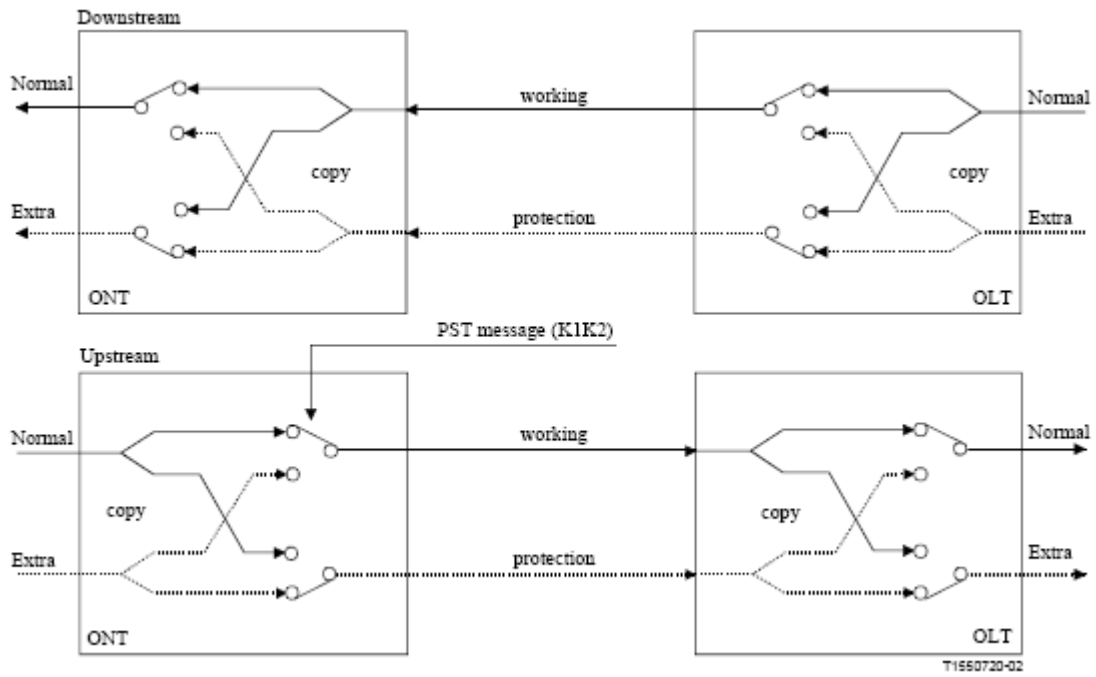 Downstream
Normal
working
Normal
copy
copy
Extra
protection
Extra
ONT
OLT
PST message (K1K2)
Upstream
Normal
working
Normal
copy
copy
Extra
protection
Extra
ONT
OLT
T1550720-02